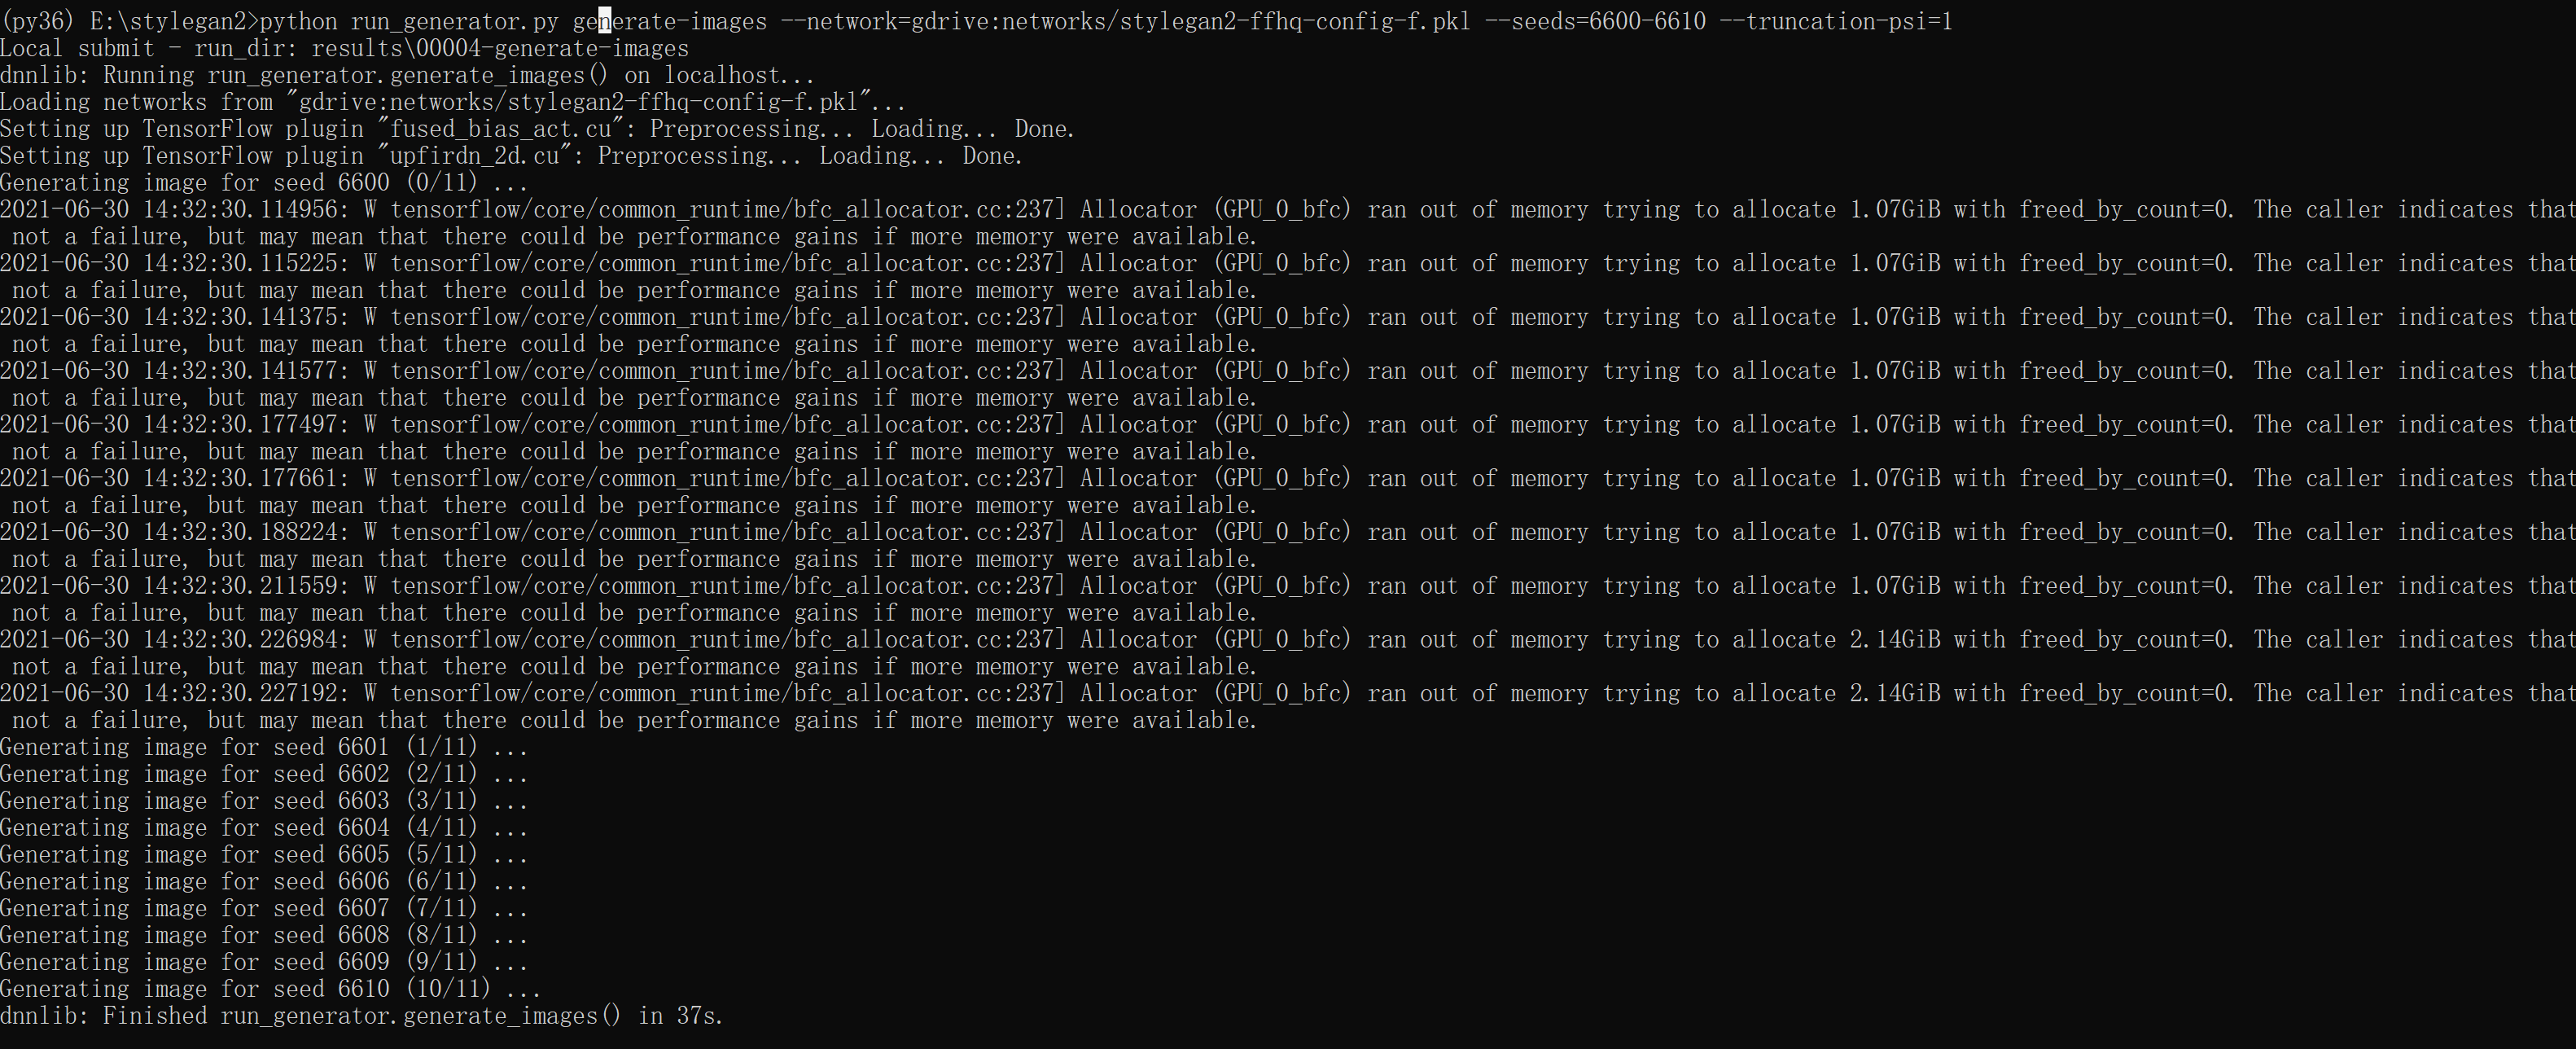 (py36) E:\stylegan2>python run_generator.py generate-images --network=gdrive:networks/stylegan2-ffhq-config-f.pkl --seeds=6600-6610 --truncation-psi=1
Local submit - run_dir: results\00004-generate-images
dnnlib: Running run_generator.generate_images() on localhost...
Loading networks from "gdrive:networks/stylegan2-ffhq-config-f.pkl"...
Setting up TensorFlow plugin "fused_bias_act.cu": Preprocessing... Loading... Done.
Setting up TensorFlow plugin "upfirdn_2d.cu": Preprocessing... Loading... Done.
Generating image for seed 6600 (0/11) ...
2021-06-30 14:32:30.114956: W tensorflow/core/common_runtime/bfc_allocator.cc:237] Allocator (GPU_0_bfc) ran out of memory trying to allocate 1.07GiB with freed_by_count=0. The caller indicates that
not a failure, but may mean that there could be performance gains if more memory were available.
2021-06-30 14:32:30.115225: W tensorflow/core/common_runtime/bfc_allocator.cc:237] Allocator (GPU_0_bfc) ran out of memory trying to allocate 1.07GiB with freed_by_count=0. The caller indicates that
not a failure, but may mean that there could be performance gains if more memory were available.
2021-06-30 14:32:30.141375: W tensorflow/core/common_runtime/bfc_allocator.cc:237] Allocator (GPU_0_bfc) ran out of memory trying to allocate 1.07GiB with freed_by_count=0. The caller indicates that
not a failure, but may mean that there could be performance gains if more memory were available.
2021-06-30 14:32:30.141577: W tensorflow/core/common_runtime/bfc_allocator.cc:237] Allocator (GPU_0_bfc) ran out of memory trying to allocate 1.07GiB with freed_by_count=0. The caller indicates that
not a failure, but may mean that there could be performance gains if more memory were available.
2021-06-30 14:32:30.177497: W tensorflow/core/common_runtime/bfc_allocator.cc:237] Allocator (GPU_0_bfc) ran out of memory trying to allocate 1.07GiB with freed_by_count=0. The caller indicates that
not a failure, but may mean that there could be performance gains if more memory were available.
2021-06-30 14:32:30.177661: W tensorflow/core/common_runtime/bfc_allocator.cc:237] Allocator (GPU_0_bfc) ran out of memory trying to allocate 1.07GiB with freed_by_count=0. The caller indicates that
not a failure, but may mean that there could be performance gains if more memory were available.
2021-06-30 14:32:30.188224: W tensorflow/core/common_runtime/bfc_allocator.cc:237] Allocator (GPU_0_bfc) ran out of memory trying to allocate 1.07GiB with freed_by_count=0. The caller indicates that
not a failure, but may mean that there could be performance gains if more memory were available.
2021-06-30 14:32:30.211559: W tensorflow/core/common_runtime/bfc_allocator.cc:237] Allocator (GPU_0_bfc) ran out of memory trying to allocate 1.07GiB with freed_by_count=0. The caller indicates that
not a failure, but may mean that there could be performance gains if more memory were available.
2021-06-30 14:32:30.226984: W tensorflow/core/common_runtime/bfc_allocator.cc:237] Allocator (GPU_0_bfc) ran out of memory trying to allocate 2.14GiB with freed_by_count=0. The caller indicates that
not a failure, but may mean that there could be performance gains if more memory were available.
2021-06-30 14:32:30.227192: W tensorflow/core/common_runtime/bfc_allocator.cc:237] Allocator (GPU_0_bfc) ran out of memory trying to allocate 2.14GiB with freed_by_count=0. The caller indicates that
not a failure, but may mean that there could be performance gains if more memory were available.
Generating image for seed 6601 (1/11) ...
Generating image for seed 6602 (2/11) ...
Generating image for seed 6603 (3/11) ...
Generating image for seed 6604 (4/11) ...
Generating image for seed 6605 (5/11) ...
Generating image for seed 6606 (6/11) ...
Generating image for seed 6607 (7/11) ...
Generating image for seed 6608 (8/11) ...
Generating image for seed 6609 (9/11) ...
Generating image for seed 6610 (10/11) ...
dnnlib: Finished run_generator.generate_images() in 37s.